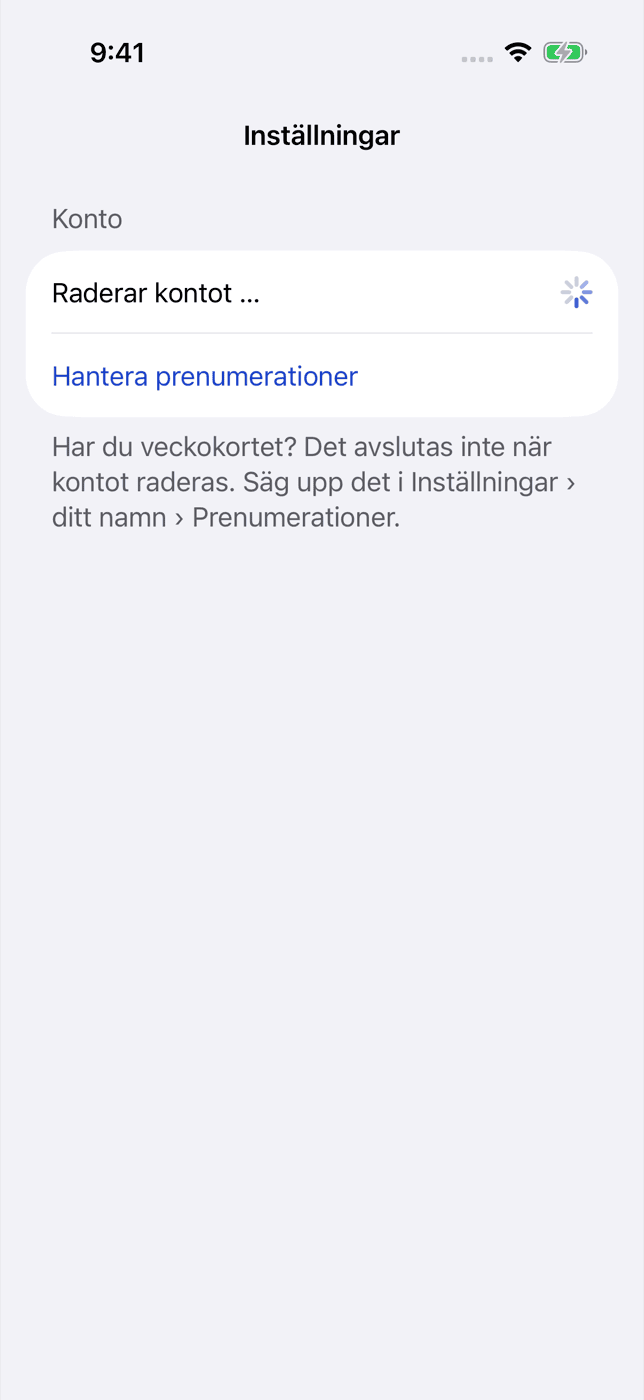 9:41
Inställningar
Konto
Raderar kontot ...
Hantera prenumerationer
Har du veckokortet? Det avslutas inte när
kontot raderas. Säg upp det i Inställningar ›
ditt namn › Prenumerationer.